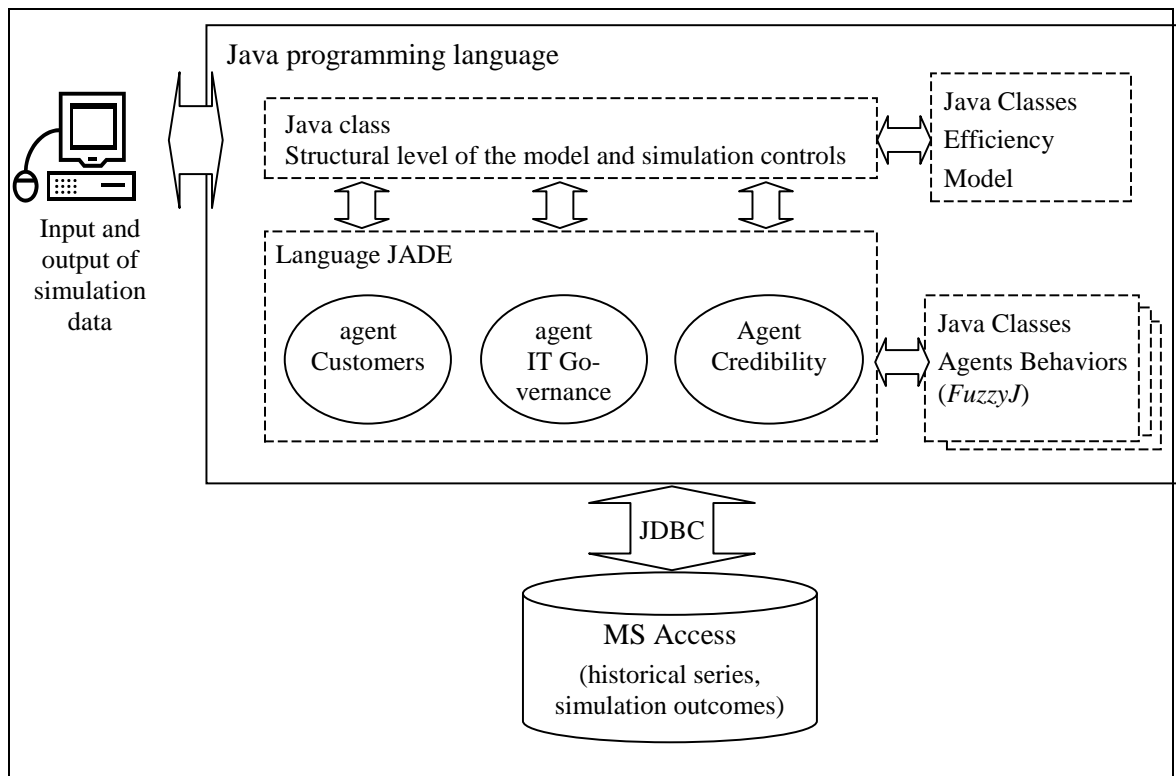 Java programming language
Java class
Structural level of the model and simulation controls
Java Classes
Efficiency
Model
Input and
output of
simulation
data
Language JADE
agent
Customers
agent
IT Go-
vernance
Agent
Credibility
Java Classes
Agents Behaviors
(FuzzyJ)
JDBC
MS Access
(historical series,
simulation outcomes)